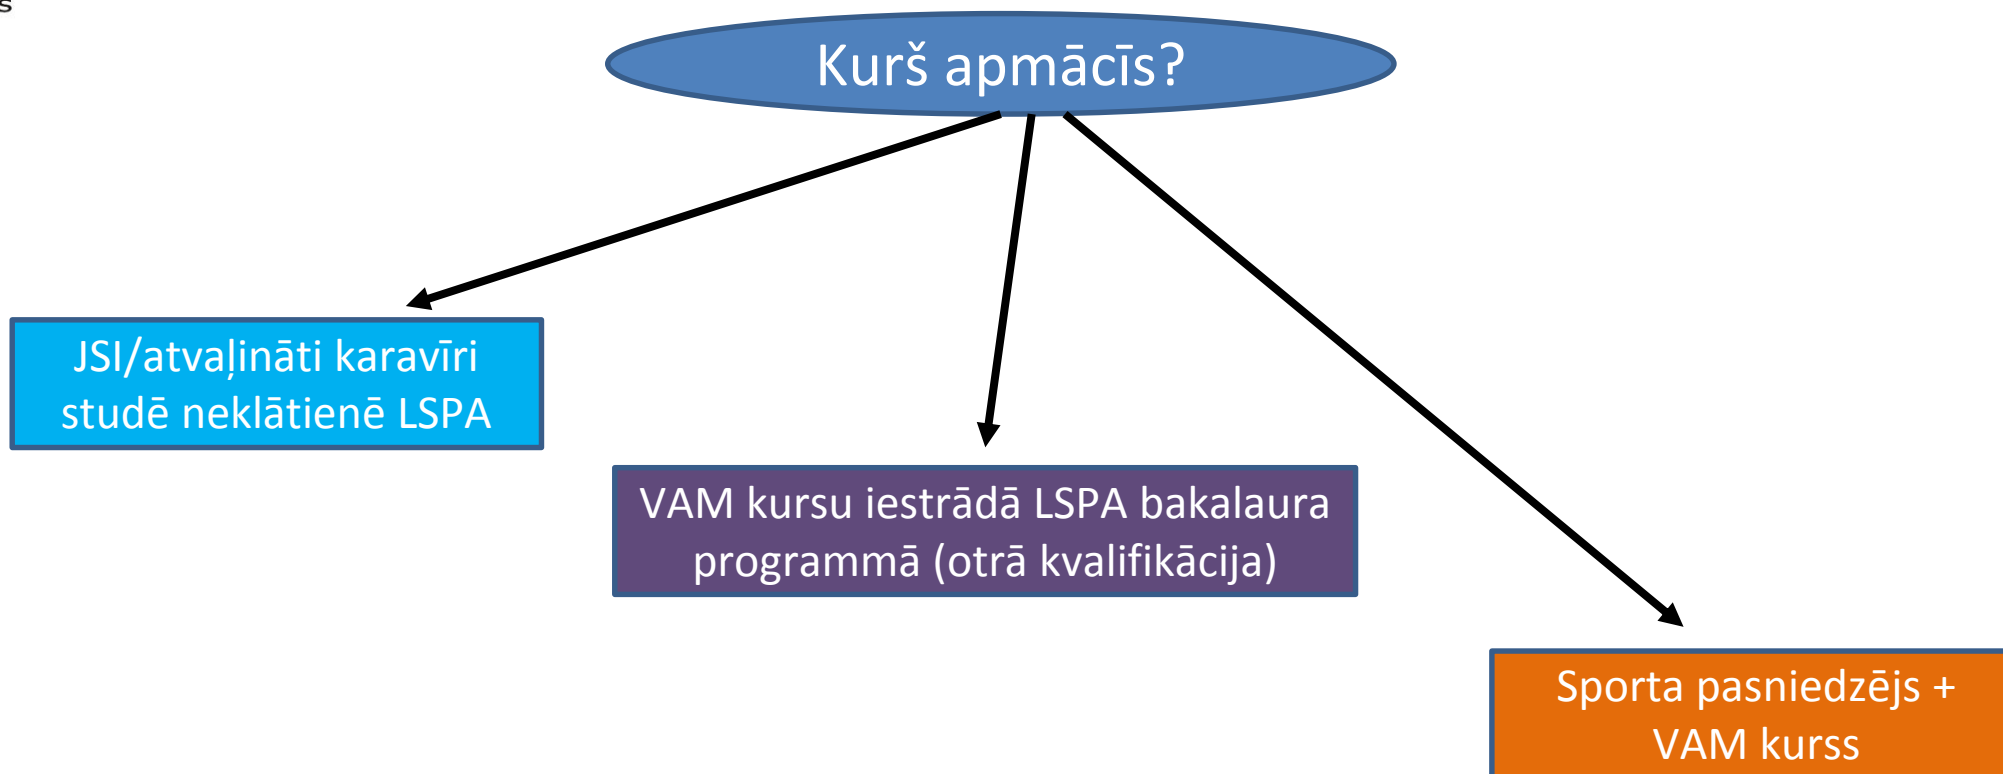 s
Kurš apmācīs?
JSI/atvaļināti karavīri
studē neklātienē LSPA
VAM kursu iestrādā LSPA bakalaura
programmā (otrā kvalifikācija)
Sporta pasniedzējs +
VAM kurss